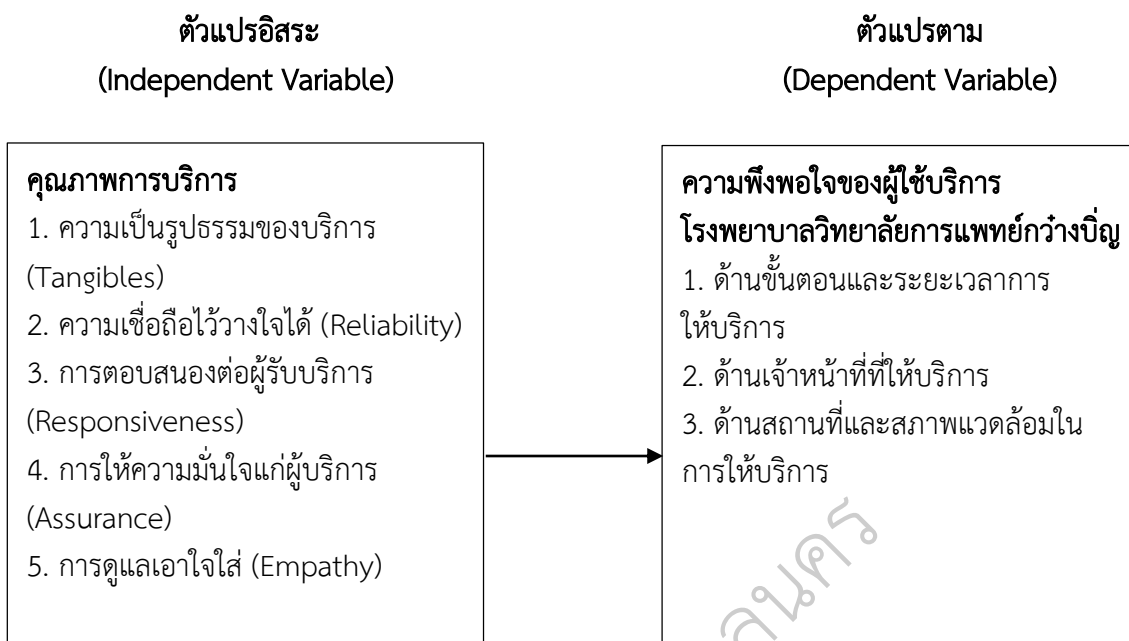 ตัวแปรอิสระ
(Independent Variable)
ตัวแปรตาม
(Dependent Variable)
คุณภาพการบริการ
1. ความเป็นรูปธรรมของบริการ
(Tangibles)
2. ความเชื่อถือไว้วางใจได้ (Reliability)
3. การตอบสนองต่อผู้รับบริการ
(Responsiveness)
4. การให้ความมั่นใจแก่ผู้บริการ
(Assurance)
5. การดูแลเอาใจใส่ (Empathy)
ความพึงพอใจของผู้ใช้บริการ
โรงพยาบาลวิทยาลัยการแพทย์กว๋างบิ่ญ
1. ด้านขั้นตอนและระยะเวลาการ
ให้บริการ
2. ด้านเจ้าหน้าที่ที่ให้บริการ
3. ด้านสถานที่และสภาพแวดล้อมใน
การให้บริการ
ลนคร